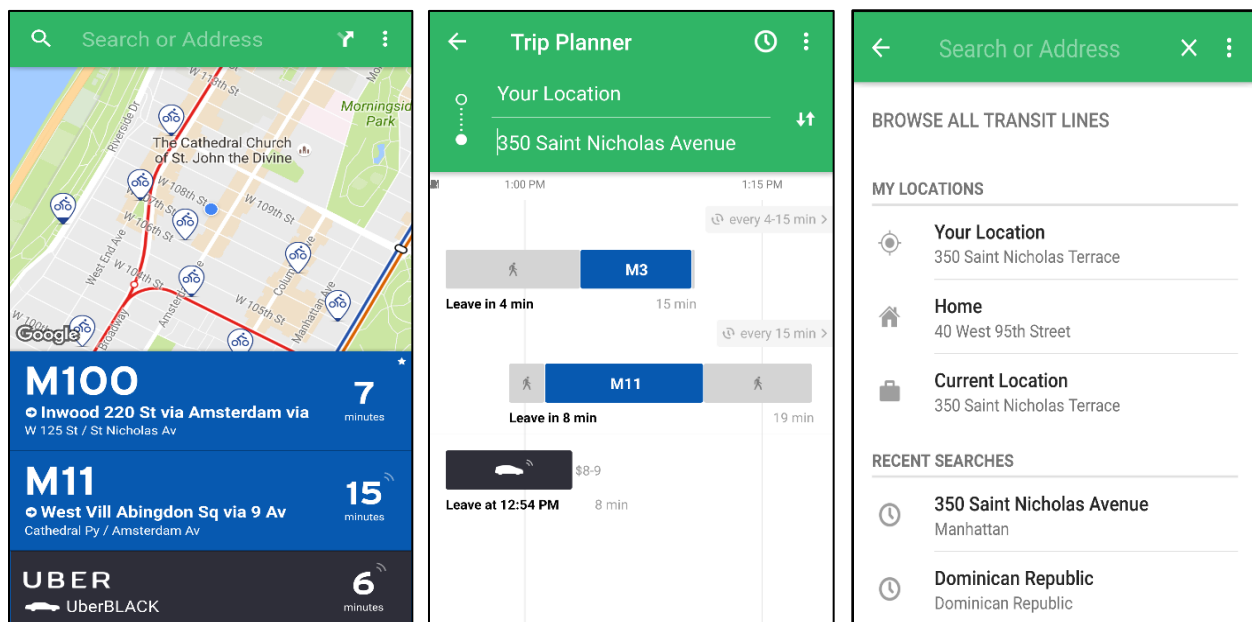 Search or Address
W 113th St
W 111th St
Riverside Dr
Morningside
Park
The Cathedral Church
of St. John the Divine
W 108th St
W 109th St
W 107th St
W 106th St
West End Ave
W 105th St
W 104th St
Manhattan Ave
W 100th St
Broadway
Google
M100
7
Inwood 220 St via Amsterdam via
minutes
W 125 St / St Nicholas Av
M11
15
West Vill Abingdon Sq via 9 Av
minutes
Cathedral Py / Amsterdam Av
UBER
6
UberBLACK
minutes
Trip Planner
Your Location
350 Saint Nicholas Avenue
1:00 PM 1:15 PM
every 4-15 min >
M3
Leave in 4 min 15 min
every 15 min >
M11
Leave in 8 min 19 min
$8-9
Leave at 12:54 PM 8 min
Search or Address
BROWSE ALL TRANSIT LINES
MY LOCATIONS
Your Location
350 Saint Nicholas Terrace
Home
40 West 95th Street
Current Location
350 Saint Nicholas Terrace
RECENT SEARCHES
350 Saint Nicholas Avenue
Manhattan
Dominican Republic
Dominican Republic